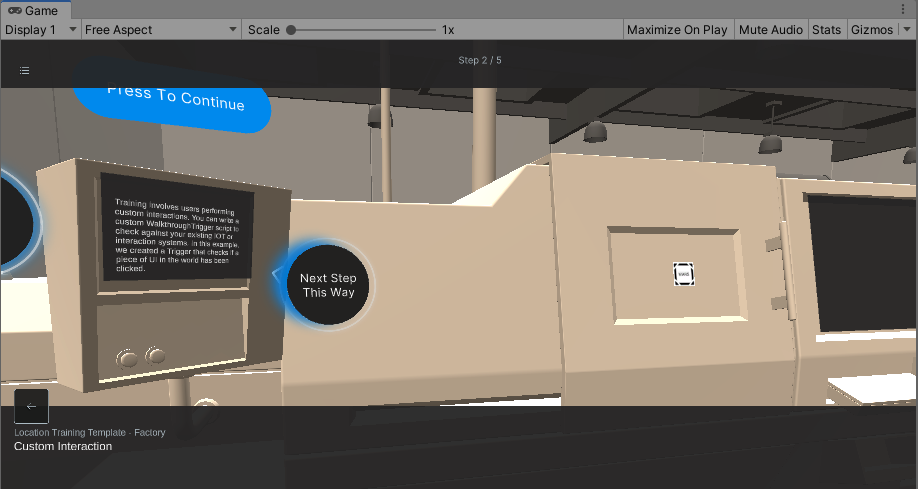 Game
Display 1
Free Aspect
Scale
1x
Maximize On Play
Mute Audio
Stats
Gizmos
Step 2 / 5
Press To Continue
Training involves users performing
custom interactions. You can write a
custom WalkthroughTrigger script to
check against your existing IOT or
interaction systems. In this example,
we created a Trigger that checks if a
piece of UI in the world has been
clicked.
Next Step
This Way
Location Training Template - Factory
Custom Interaction